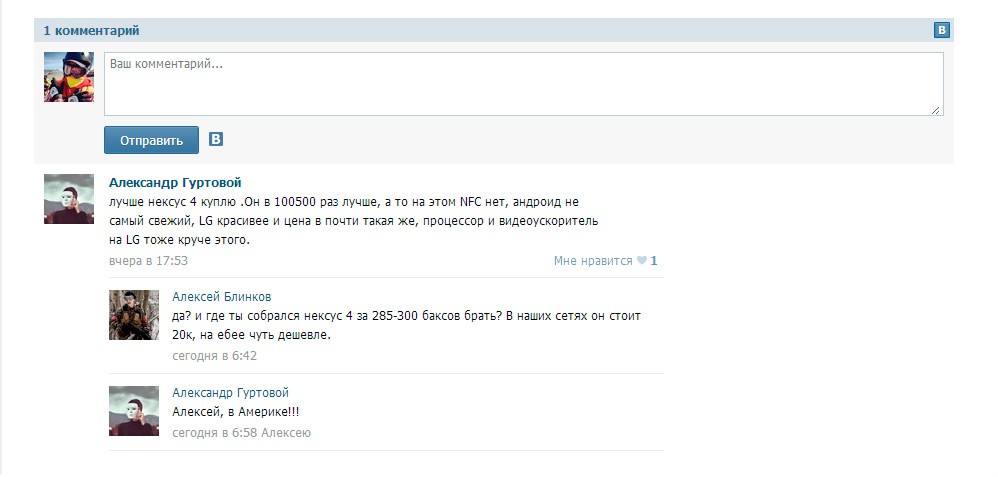 1 комментарий
B
Ваш комментарий...
Отправить
B
Александр Гуртовой
лучше нексус 4 куплю .Он в 100500 раз лучше, а то на этом NFC нет, андроид не
самый свежий, LG красивее и цена в почти такая же, процессор и видеоускоритель
на LG тоже круче этого.
вчера в 17:53
Мне нравится 1
Алексей Блинков
да? и где ты собрался нексус 4 за 285-300 баксов брать? В наших сетях он стоит
20к, на ебее чуть дешевле.
сегодня в 6:42
Александр Гуртовой
Алексей, в Америке!!!
сегодня в 6:58 Алексею